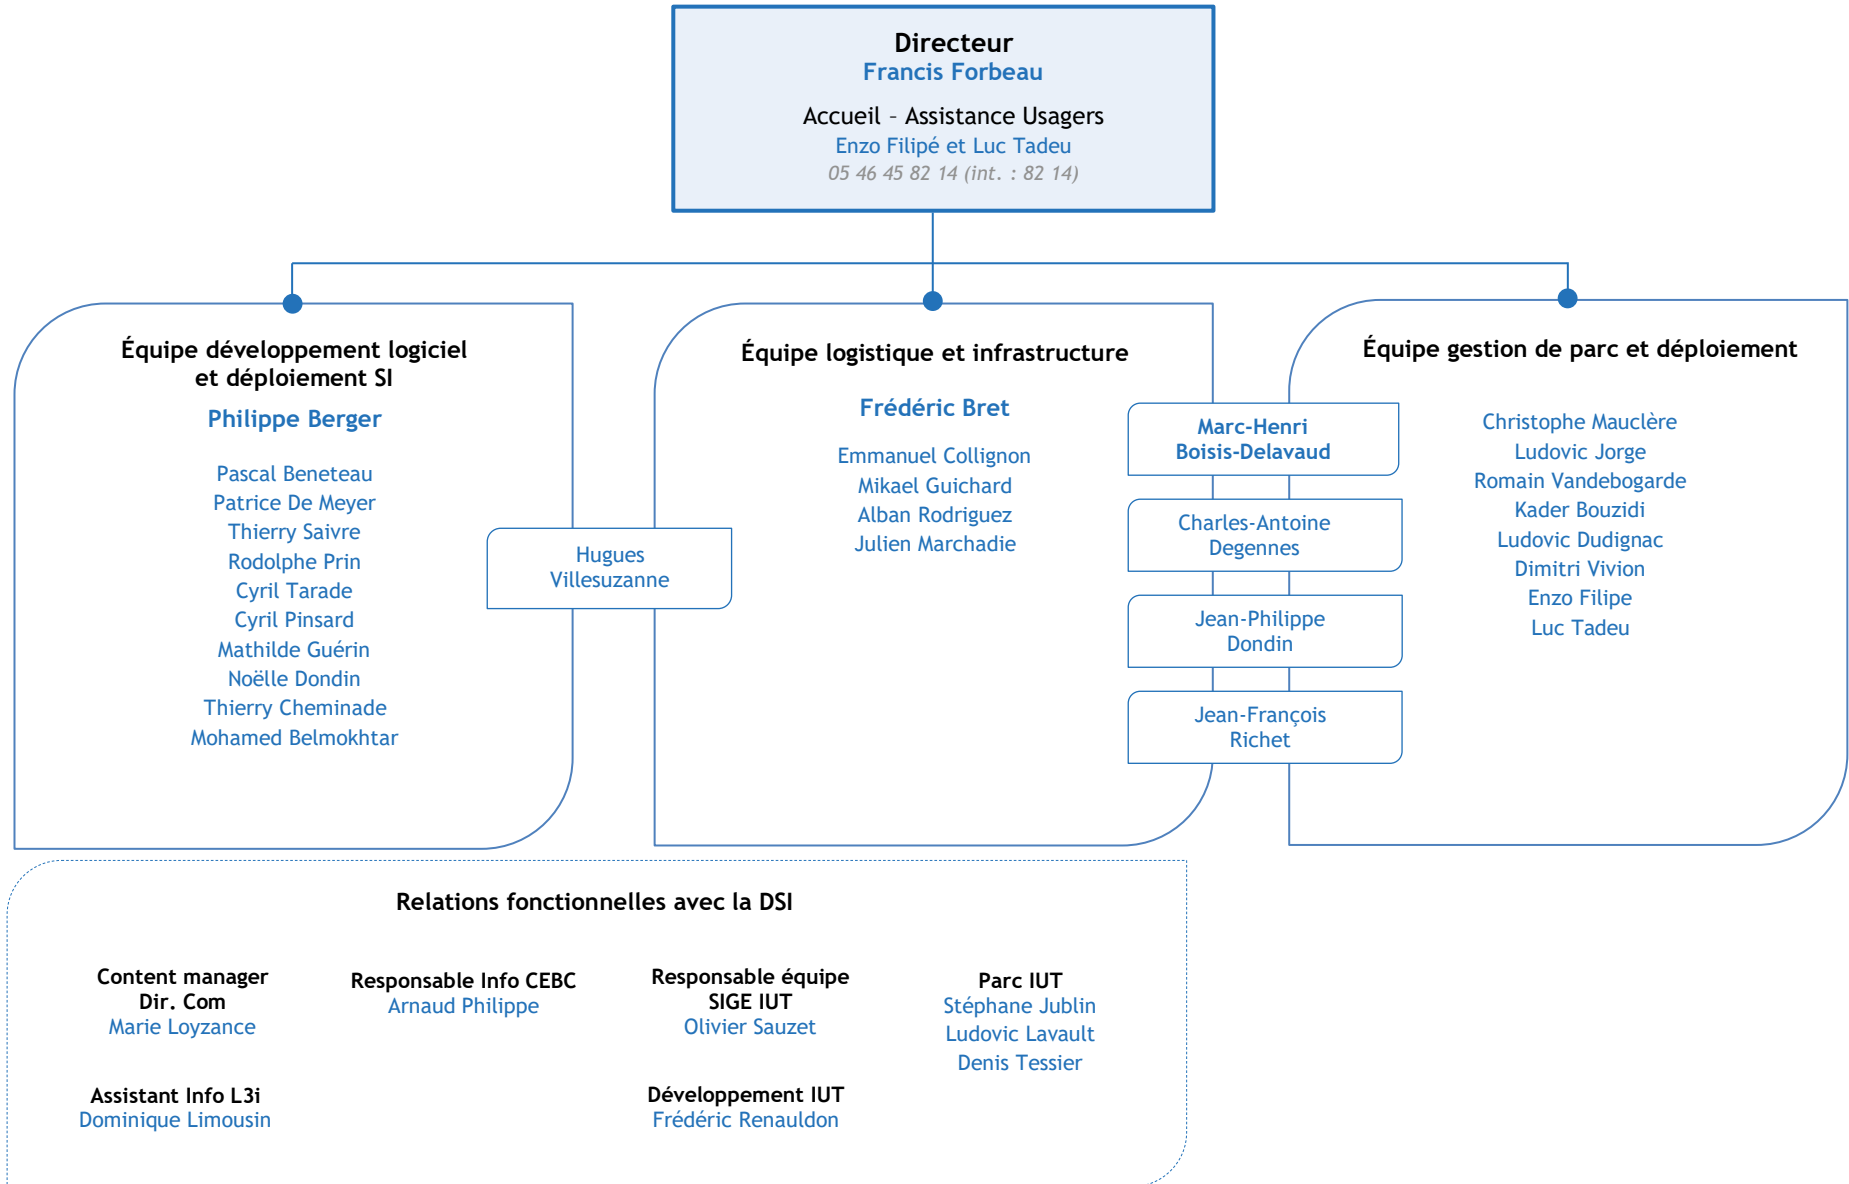 Directeur
Francis Forbeau
Accueil – Assistance Usagers
Enzo Filipé et Luc Tadeu
05 46 45 82 14 (int. : 82 14)
Équipe développement logiciel
et déploiement SI
Philippe Berger
Pascal Beneteau
Patrice De Meyer
Thierry Saivre
Rodolphe Prin
Cyril Tarade
Cyril Pinsard
Mathilde Guérin
Noëlle Dondin
Thierry Cheminade
Mohamed Belmokhtar
Hugues
Villesuzanne
Équipe logistique et infrastructure
Frédéric Bret
Emmanuel Collignon
Mikael Guichard
Alban Rodriguez
Julien Marchadie
Marc-Henri
Boisis-Delavaud
Charles-Antoine
Degennes
Jean-Philippe
Dondin
Jean-François
Richet
Équipe gestion de parc et déploiement
Christophe Mauclère
Ludovic Jorge
Romain Vandebogarde
Kader Bouzidi
Ludovic Dudignac
Dimitri Vivion
Enzo Filipe
Luc Tadeu
Relations fonctionnelles avec la DSI
Content manager
Dir. Com
Marie Loyzance
Responsable Info CEBC
Arnaud Philippe
Responsable équipe
SIGE IUT
Olivier Sauzet
Parc IUT
Stéphane Jublin
Ludovic Lavault
Denis Tessier
Assistant Info L3i
Dominique Limousin
Développement IUT
Frédéric Renauldon